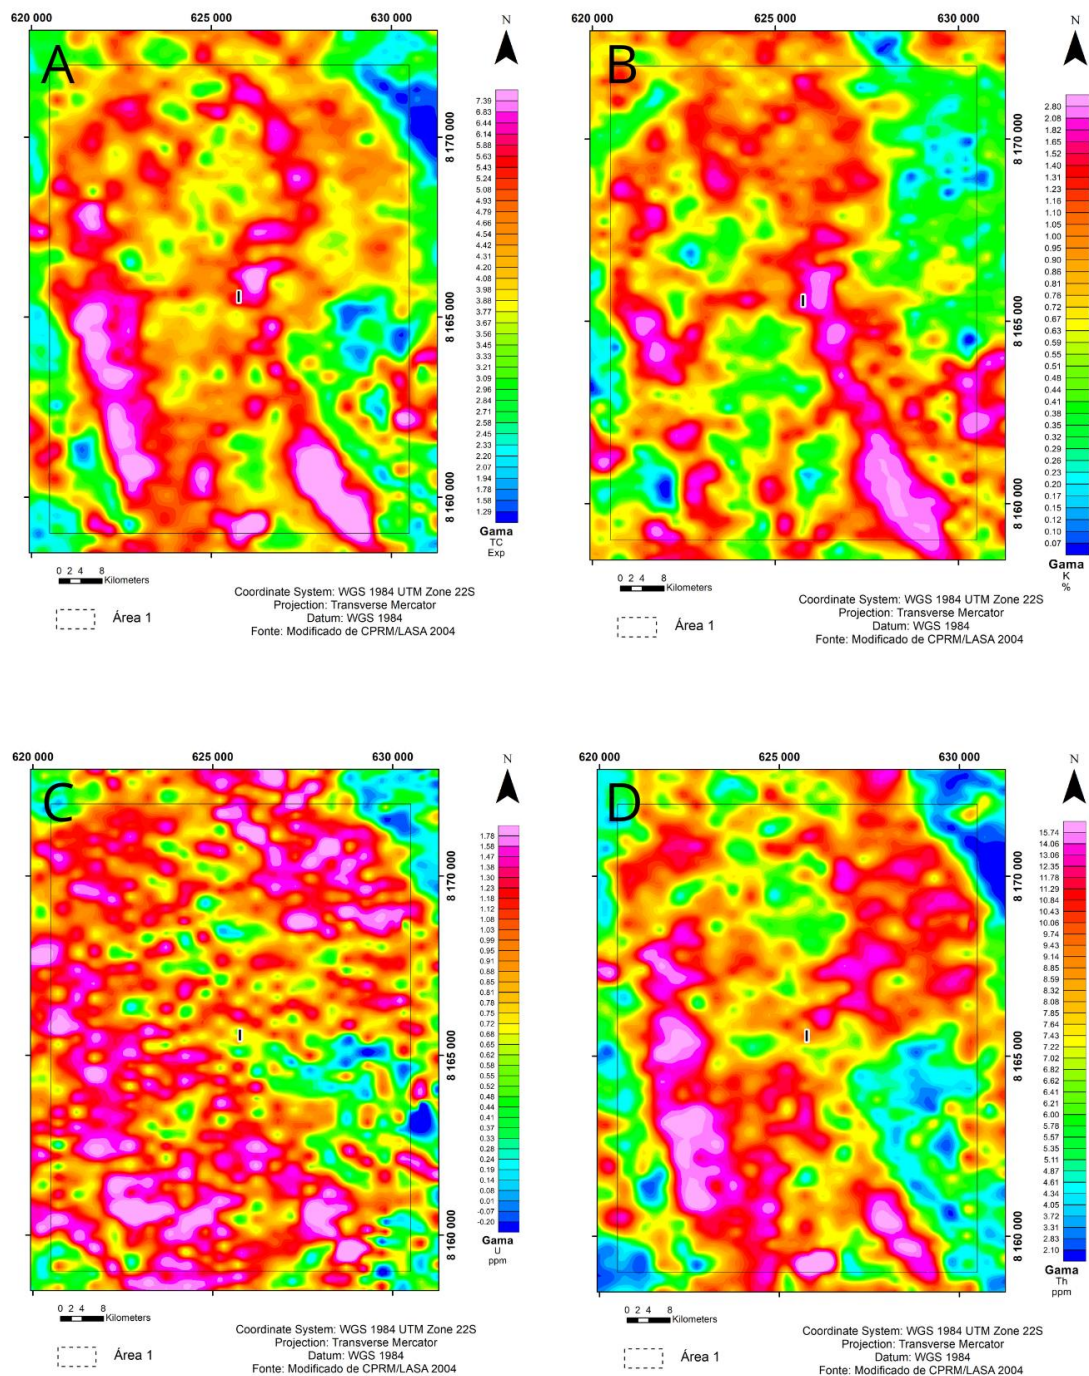 620 000 625 000 630 000
N
A
8 170 000
8 165 000
8 160 000
7.39
6.83
6.44
6.14
5.88
5.63
5.43
5.24
5.08
4.93
4.79
4.66
4.54
4.42
4.31
4.20
4.08
3.98
3.88
3.77
3.67
3.56
3.45
3.33
3.21
3.09
2.96
2.84
2.71
2.58
2.45
2.33
2.20
2.07
1.94
1.78
1.58
1.29
Gama
TC
Exp
0 2 4 8
Kilometers
Área 1
Coordinate System: WGS 1984 UTM Zone 22S
Projection: Transverse Mercator
Datum: WGS 1984
Fonte: Modificado de CPRM/LASA 2004
620 000 625 000 630 000
N
B
8 170 000
8 165 000
8 160 000
2.80
2.08
1.82
1.65
1.52
1.40
1.31
1.23
1.16
1.10
1.05
1.00
0.95
0.90
0.86
0.81
0.78
0.72
0.67
0.63
0.59
0.55
0.51
0.48
0.44
0.41
0.38
0.35
0.32
0.29
0.26
0.23
0.20
0.17
0.15
0.12
0.10
0.07
Gama
K
%
0 2 4 8
Kilometers
Área 1
Coordinate System: WGS 1984 UTM Zone 22S
Projection: Transverse Mercator
Datum: WGS 1984
Fonte: Modificado de CPRM/LASA 2004
620 000 625 000 630 000
N
C
8 170 000
8 165 000
8 160 000
1.78
1.58
1.47
1.38
1.30
1.23
1.18
1.12
1.08
1.03
0.99
0.95
0.91
0.88
0.85
0.81
0.78
0.75
0.72
0.68
0.65
0.62
0.58
0.55
0.52
0.48
0.44
0.41
0.37
0.33
0.28
0.24
0.19
0.14
0.08
0.01
-0.07
-0.20
Gama
U
ppm
0 2 4 8
Kilometers
Área 1
Coordinate System: WGS 1984 UTM Zone 22S
Projection: Transverse Mercator
Datum: WGS 1984
Fonte: Modificado de CPRM/LASA 2004
620 000 625 000 630 000
N
D
8 170 000
8 165 000
8 160 000
15.74
14.06
13.06
12.35
11.78
11.29
10.84
10.43
10.06
9.74
9.43
9.14
8.85
8.59
8.32
8.08
7.85
7.64
7.43
7.22
7.02
6.82
6.62
6.41
6.21
6.00
5.78
5.57
5.35
5.11
4.87
4.61
4.34
4.05
3.72
3.31
2.83
2.10
Gama
Th
ppm
0 2 4 8
Kilometers
Área 1
Coordinate System: WGS 1984 UTM Zone 22S
Projection: Transverse Mercator
Datum: WGS 1984
Fonte: Modificado de CPRM/LASA 2004